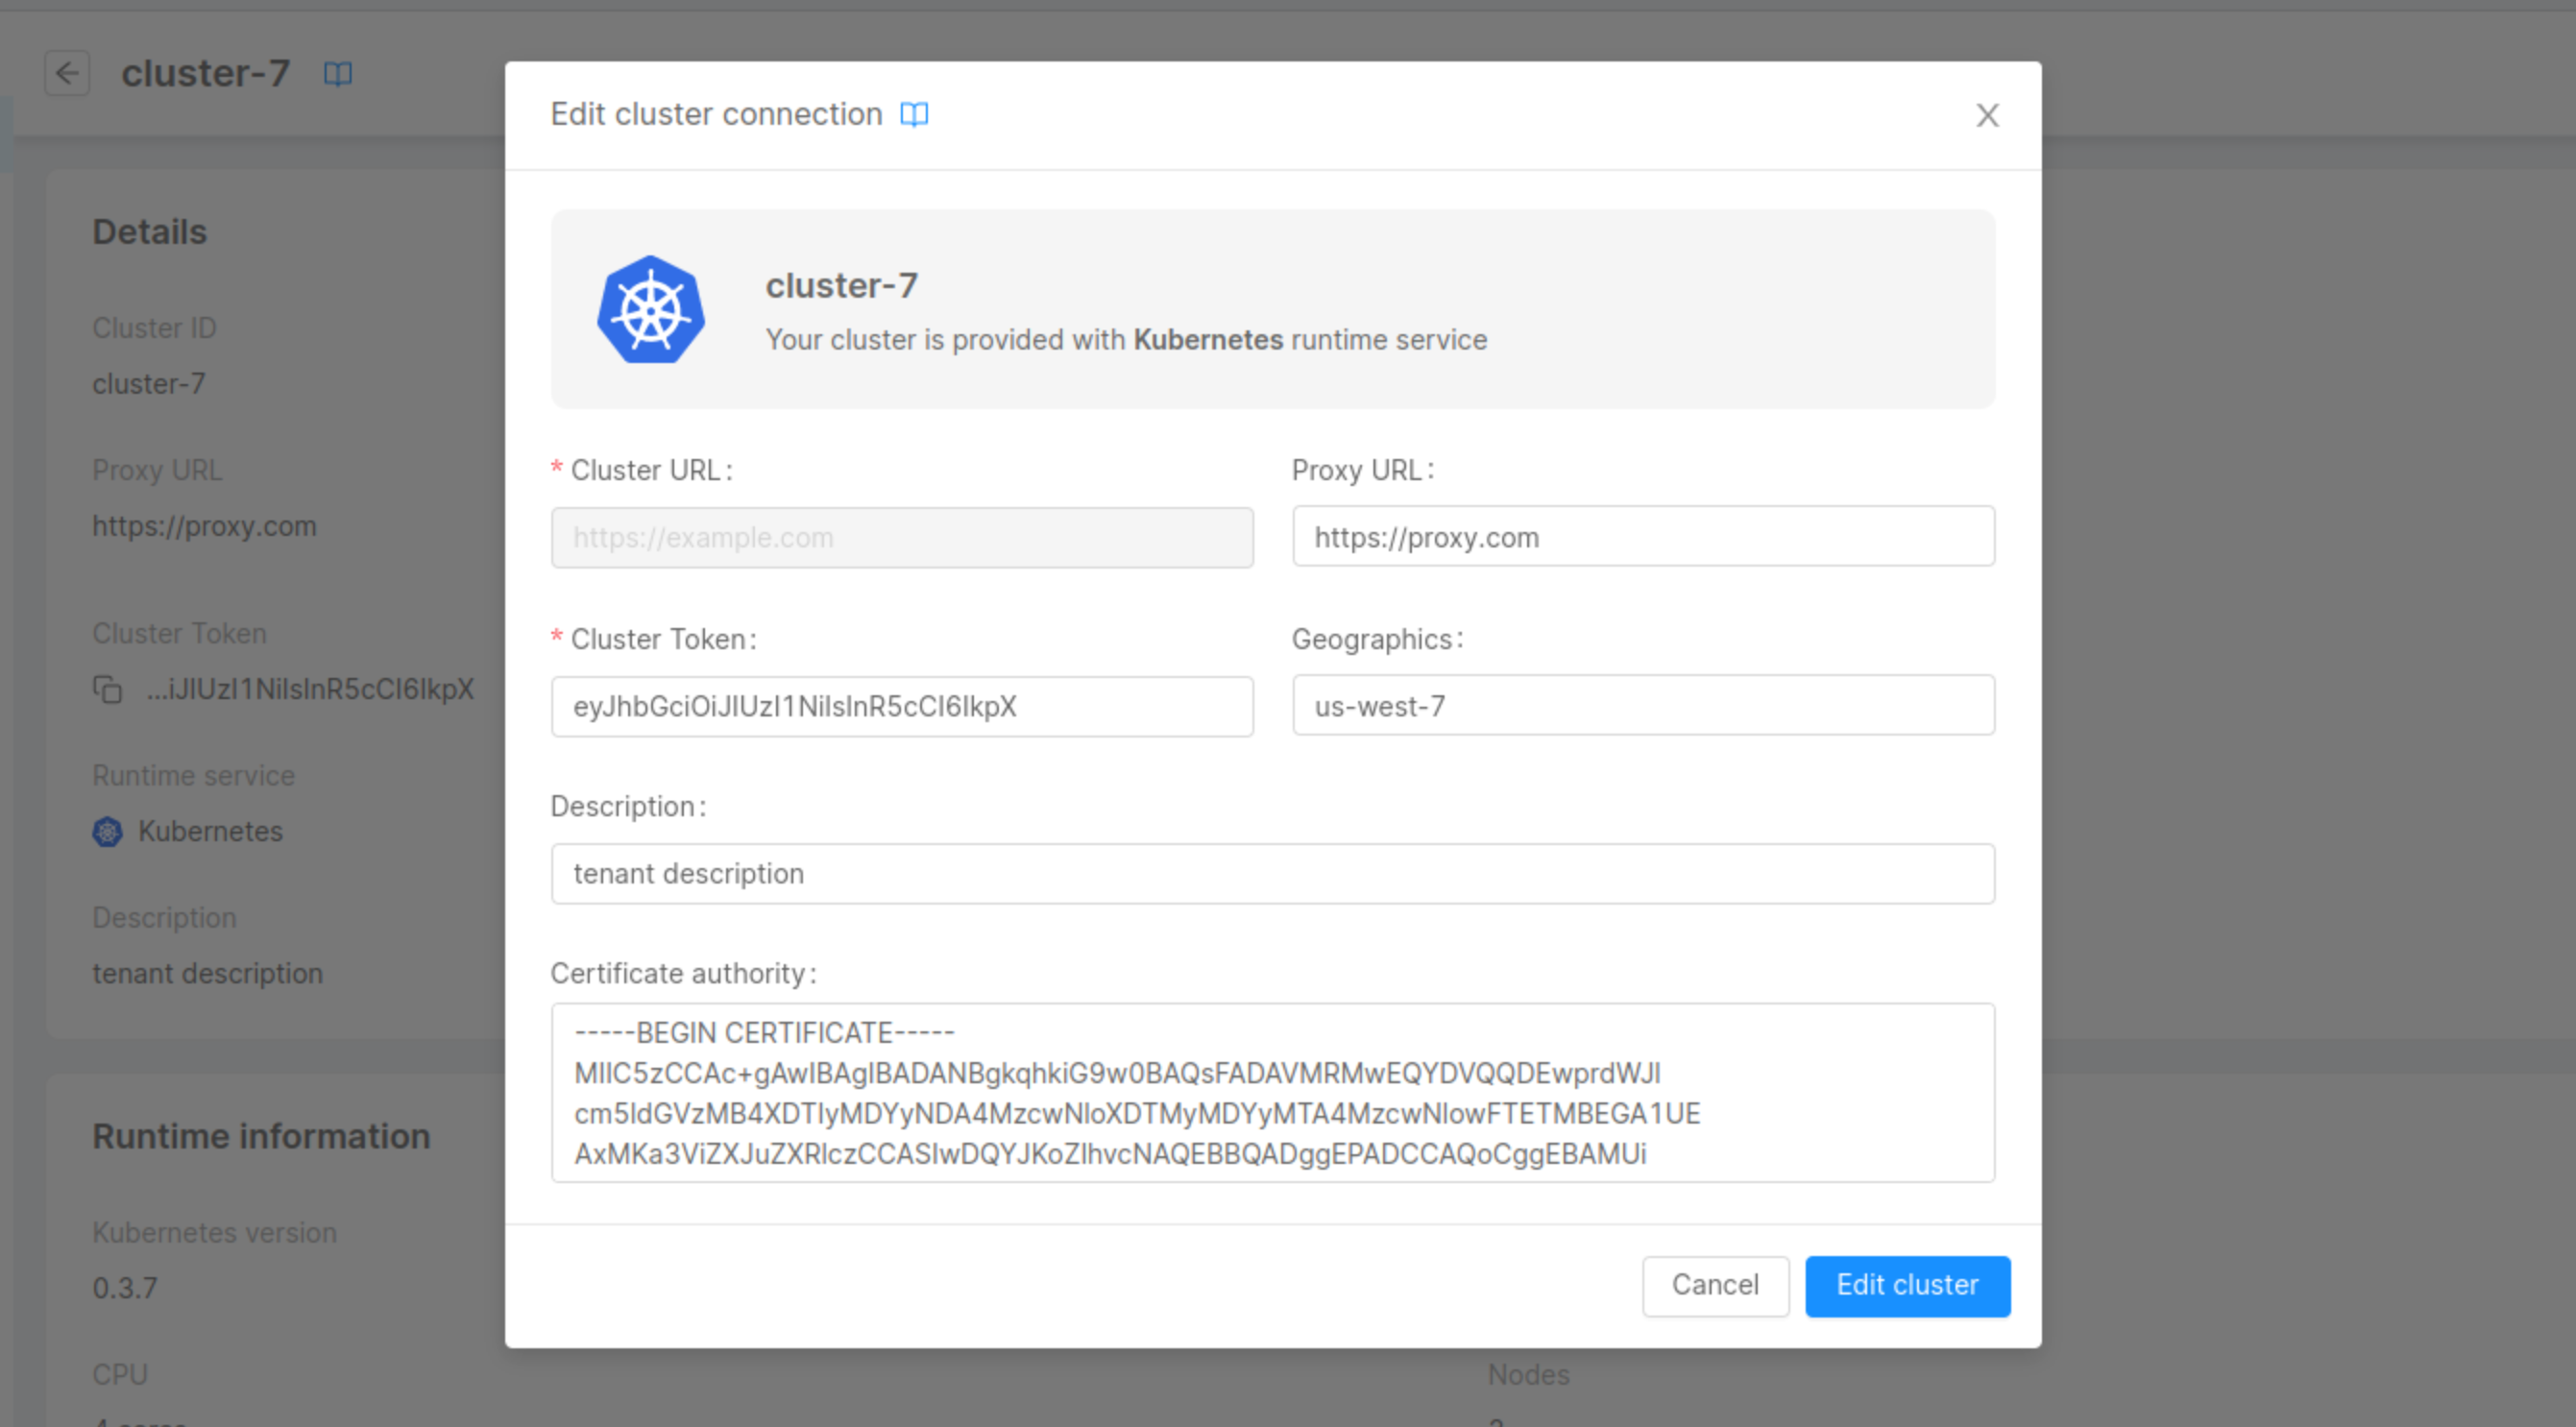 cluster-7
Details
Cluster ID
cluster-7
Proxy URL
https://proxy.com
Cluster Token
...iJIUzI1NiIsInR5cCI6IkpX
Runtime service
Kubernetes
Description
tenant description
Runtime information
Kubernetes version
0.3.7
CPU
Nodes
Edit cluster connection
cluster-7
Your cluster is provided with Kubernetes runtime service
* Cluster URL:
https://example.com
Proxy URL:
https://proxy.com
* Cluster Token:
eyJhbGciOiJIUzI1NiIsInR5cCI6IkpX
Geographics:
us-west-7
Description:
tenant description
Certificate authority:
-----BEGIN CERTIFICATE-----
MIIC5zCCAc+gAwIBAgIBADANBgkqhkiG9w0BAQsFADAVMRMwEQYDVQQDEwprdWJl
cm5ldGVzMB4XDTIyMDYyNDA4MzcwNloXDTMyMDYyMTA4MzcwNlowFTETMBEGA1UE
AxMKa3ViZXJuZXRlczCCASIwDQYJKoZIhvcNAQEBBQADggEPADCCAQoCggEBAMUi
Cancel
Edit cluster